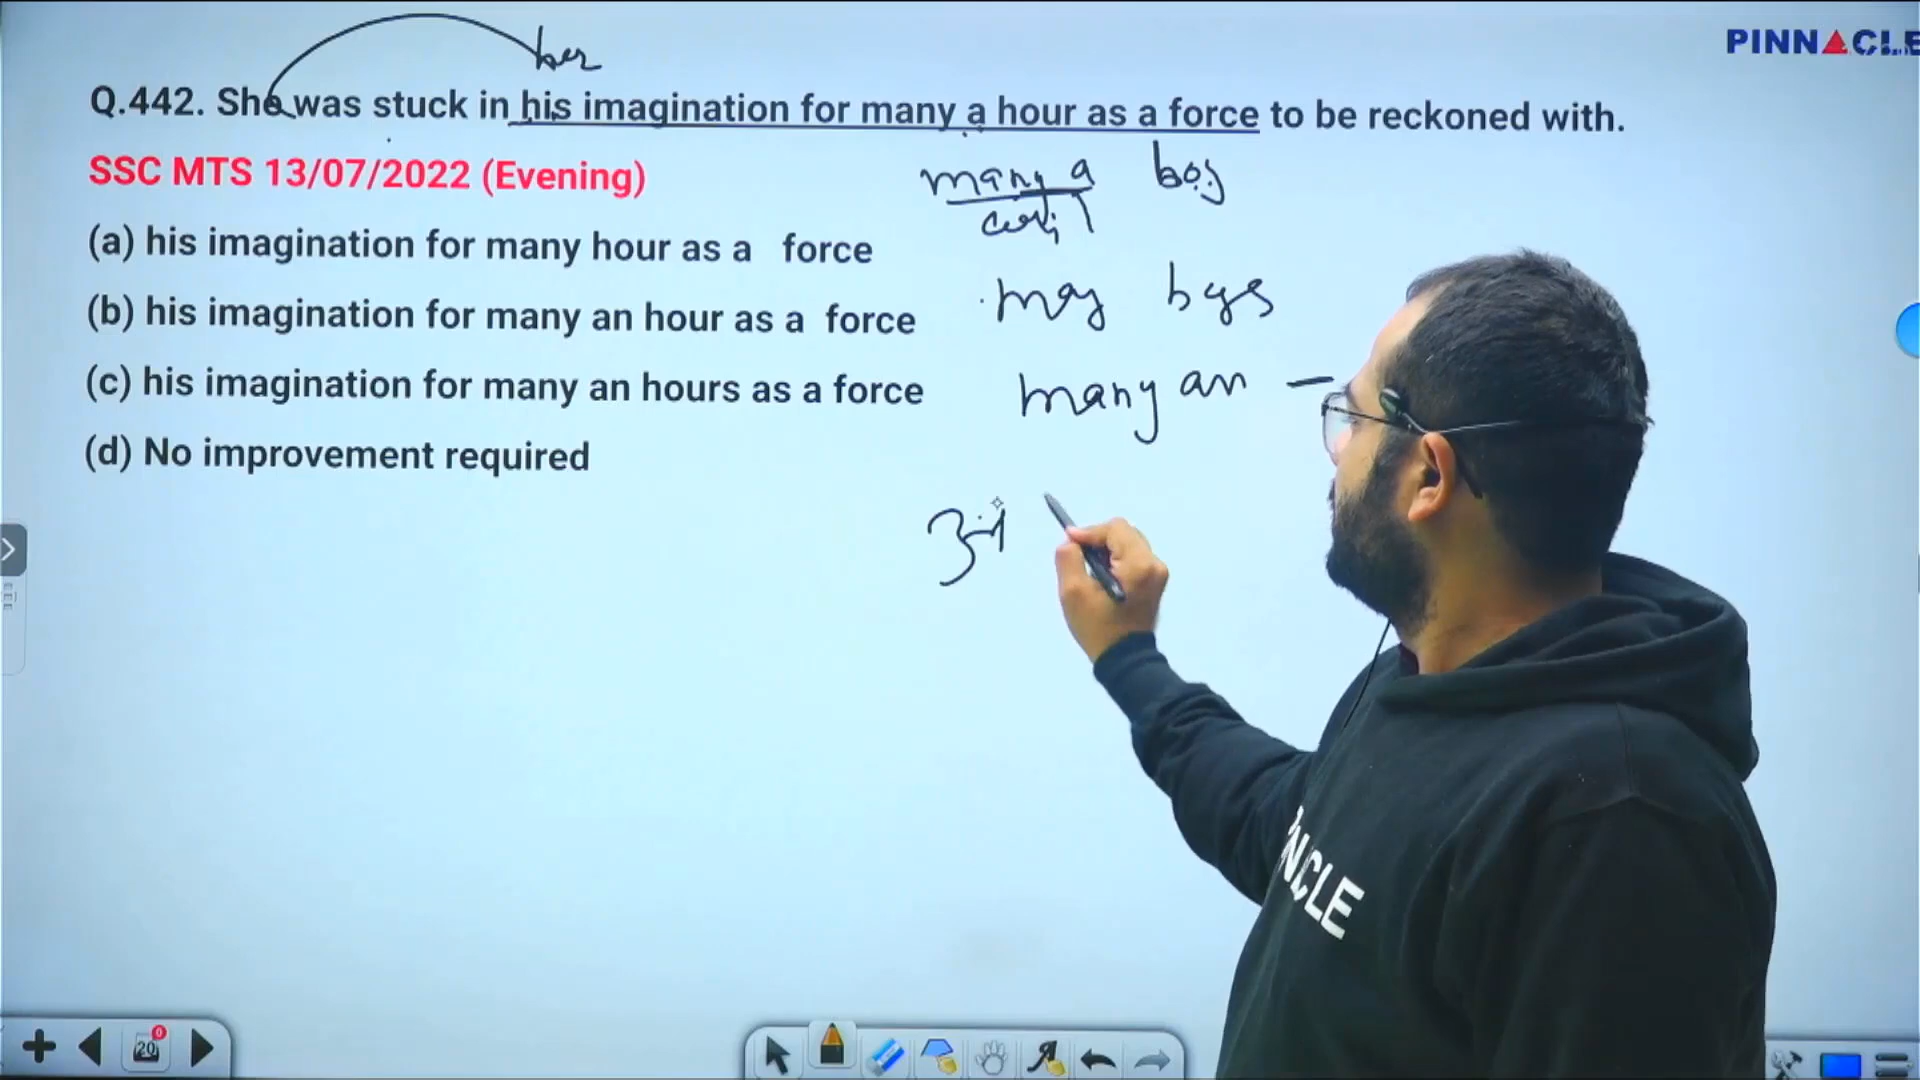 PINNACLE
her
Q.442. She was stuck in his imagination for many a hour as a force to be reckoned with.
SSC MTS 13/07/2022 (Evening)
many a boy
(a) his imagination for many hour as a force
(b) his imagination for many an hour as a force
(c) his imagination for many an hours as a force
many an –
(d) No improvement required
20
0